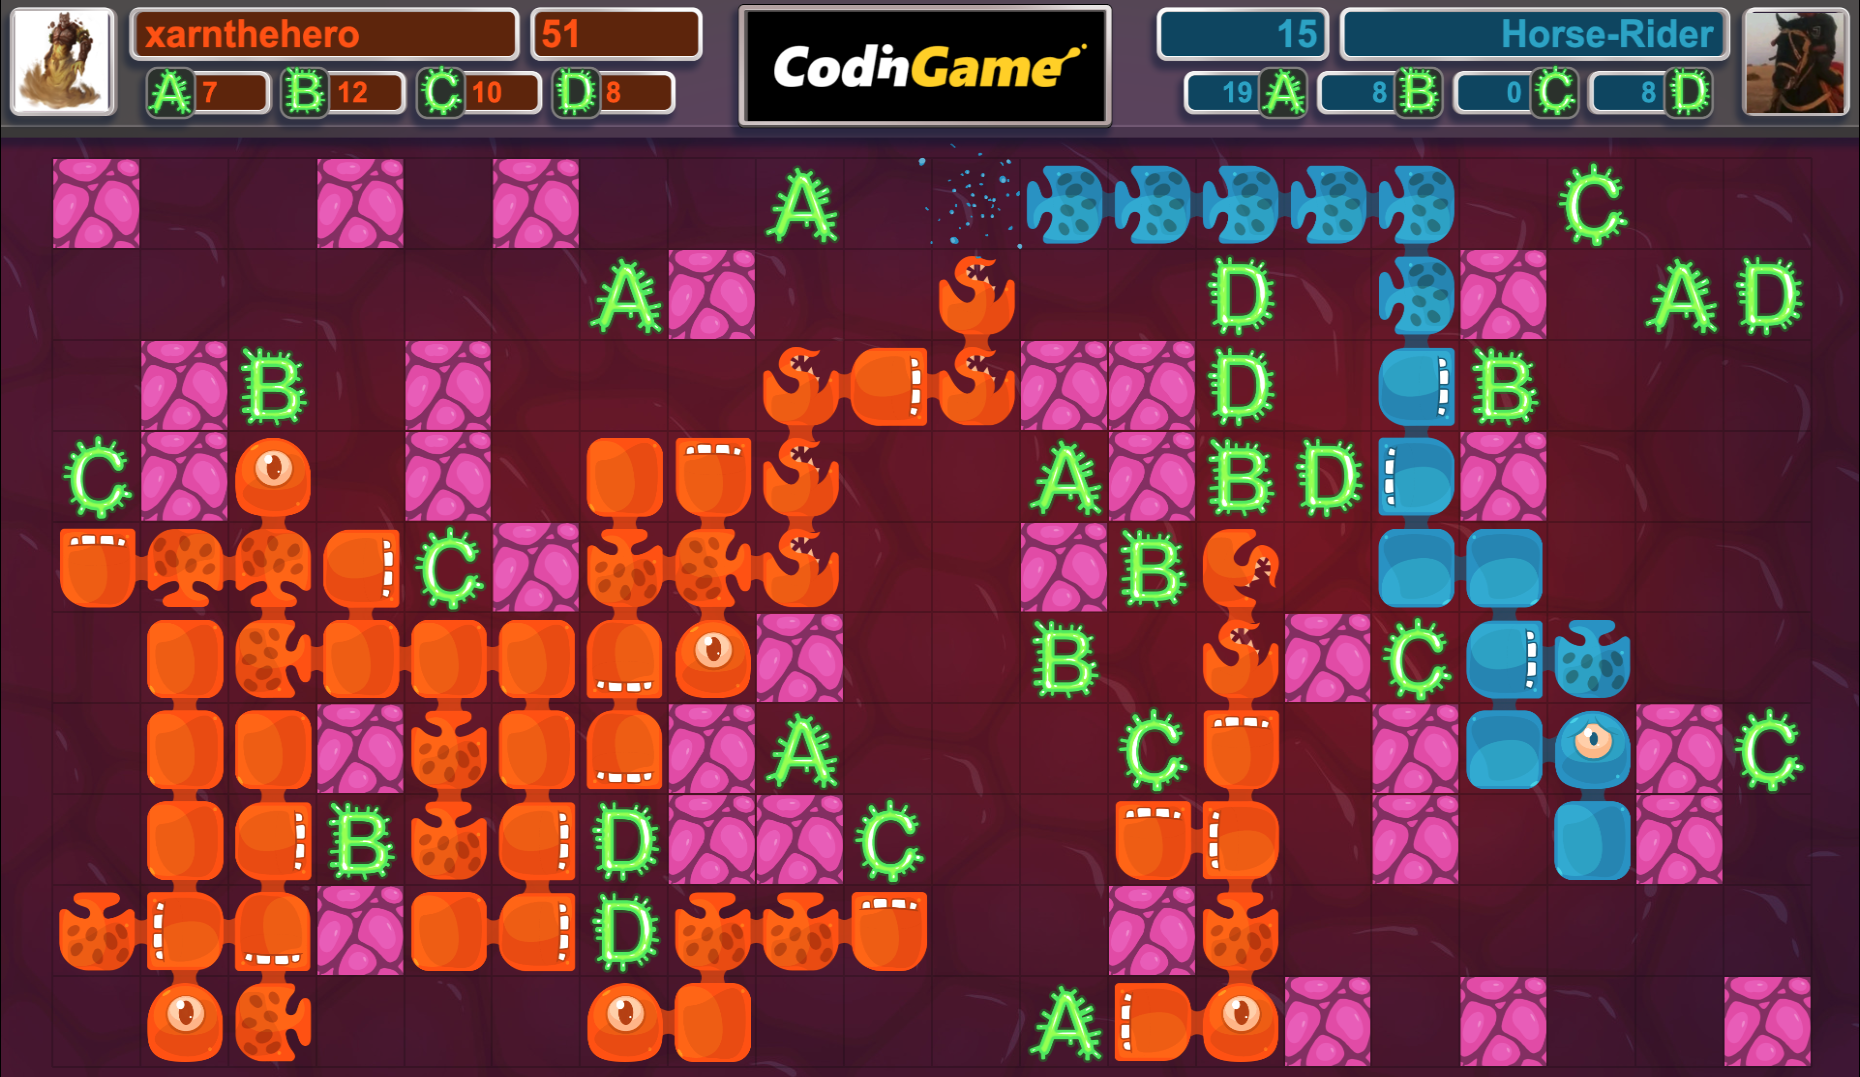 xarnthehero 51 CodinGame 15 Horse-Rider
A 7 B 12 C 10 D 8 19 A 8 B 0 C 8 D
A C
A D A D
B D B
C A B D
C B
B C
A C C
B D C
D
A